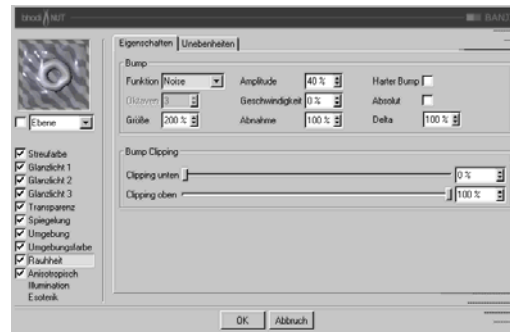 bhodiNUT
BANJ
Eigenschaften Unebenheiten
Bump
Funktion Noise Amplitude 40 % Harter Bump
Oktaven 3 Geschwindigkeit 0 % Absolut
Größe 200 % Abnahme 100 % Delta 100 %
Ebene
Bump Clipping
Clipping unten 0 %
Clipping oben 100 %
Streufarbe
Glanzlicht 1
Glanzlicht 2
Glanzlicht 3
Transparenz
Spiegelung
Umgebung
Umgebungsfarbe
Rauhheit
Anisotropisch
Illumination
Esoterik
OK Abbruch